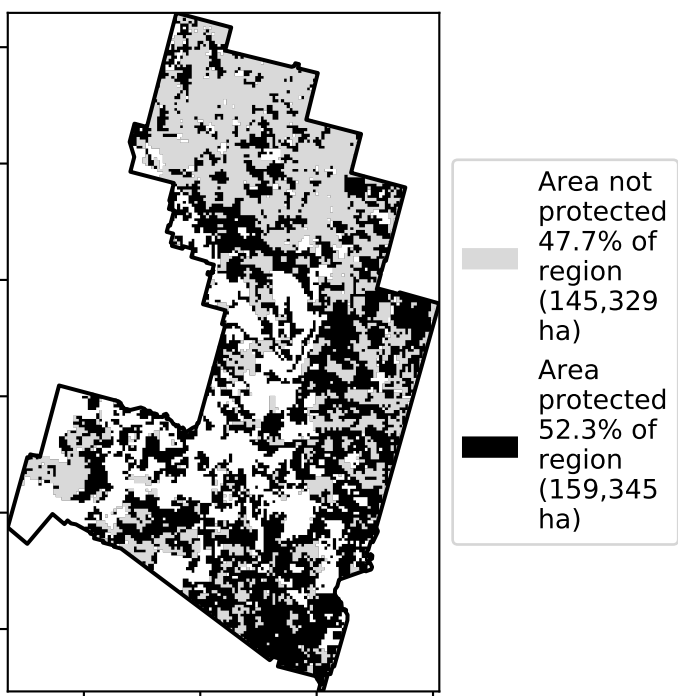 Area not
protected
47.7% of
region
(145,329
ha)
Area
protected
52.3% of
region
(159,345
ha)